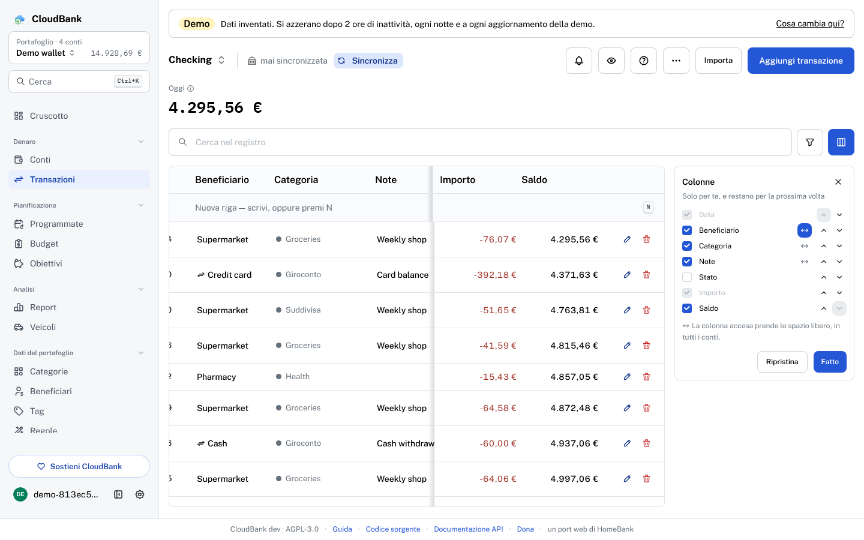 CloudBank
Portafoglio · 4 conti
Demo wallet 14.928,69 €
Cerca Ctrl+K
Cruscotto
Denaro
Conti
Transazioni
Pianificazione
Programmate
Budget
Obiettivi
Analisi
Report
Veicoli
Dati del portafoglio
Categorie
Beneficiari
Tag
Regole
Sostieni CloudBank
DE demo-813ec5...
Demo Dati inventati. Si azzerano dopo 2 ore di inattività, ogni notte e a ogni aggiornamento della demo. Cosa cambia qui?
Checking mai sincronizzata Sincronizza Importa Aggiungi transazione
Oggi
4.295,56 €
Cerca nel registro
Beneficiario Categoria Note Importo Saldo
Nuova riga — scrivi, oppure premi N N
4 Supermarket Groceries Weekly shop -76,07 € 4.295,56 €
Credit card Giroconto Card balance -392,18 € 4.371,63 €
Supermarket Suddivisa Weekly shop -51,65 € 4.763,81 €
Supermarket Groceries Weekly shop -41,59 € 4.815,46 €
2 Pharmacy Health -15,43 € 4.857,05 €
Supermarket Groceries Weekly shop -64,58 € 4.872,48 €
Cash Giroconto Cash withdraw -60,00 € 4.937,06 €
Supermarket Groceries Weekly shop -64,06 € 4.997,06 €
Colonne
Solo per te, e restano per la prossima volta
Data
Beneficiario
Categoria
Note
Stato
Importo
Saldo
↔ La colonna accesa prende lo spazio libero, in
tutti i conti.
Ripristina Fatto
CloudBank dev · AGPL-3.0 · Guida · Codice sorgente · Documentazione API · Dona · un port web di HomeBank